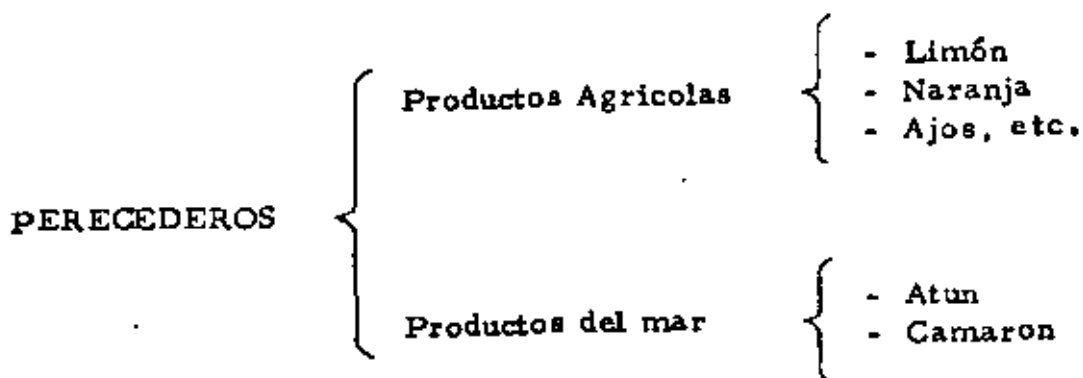 PERECEDEROS
Productos Agricolas
- Limón
- Naranja
- Ajos, etc.
Productos del mar
- Atun
- Camaron